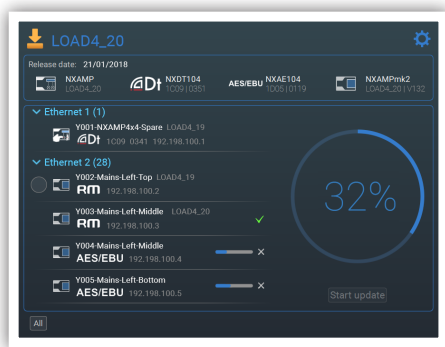 LOAD4_20
Release date: 21/01/2018
NXAMP
LOAD4_20
Dt
NXDT104
1C09 | 0351
AES/EBU
NXAE104
1D05 | 0119
NXAMPmk2
LOAD4_20 | V132
Ethernet 1 (1)
Y001-NXAMP4x4-Spare LOAD4_19
Dt 1C09 0341 192.198.100.1
Ethernet 2 (28)
Y002-Mains-Left-Top LOAD4_19
RM 192.198.100.2
Y003-Mains-Left-Middle LOAD4_20
RM 192.198.100.3
Y004-Mains-Left-Middle
AES/EBU 192.198.100.4
Y005-Mains-Left-Bottom
AES/EBU 192.198.100.5
32%
Start update
All